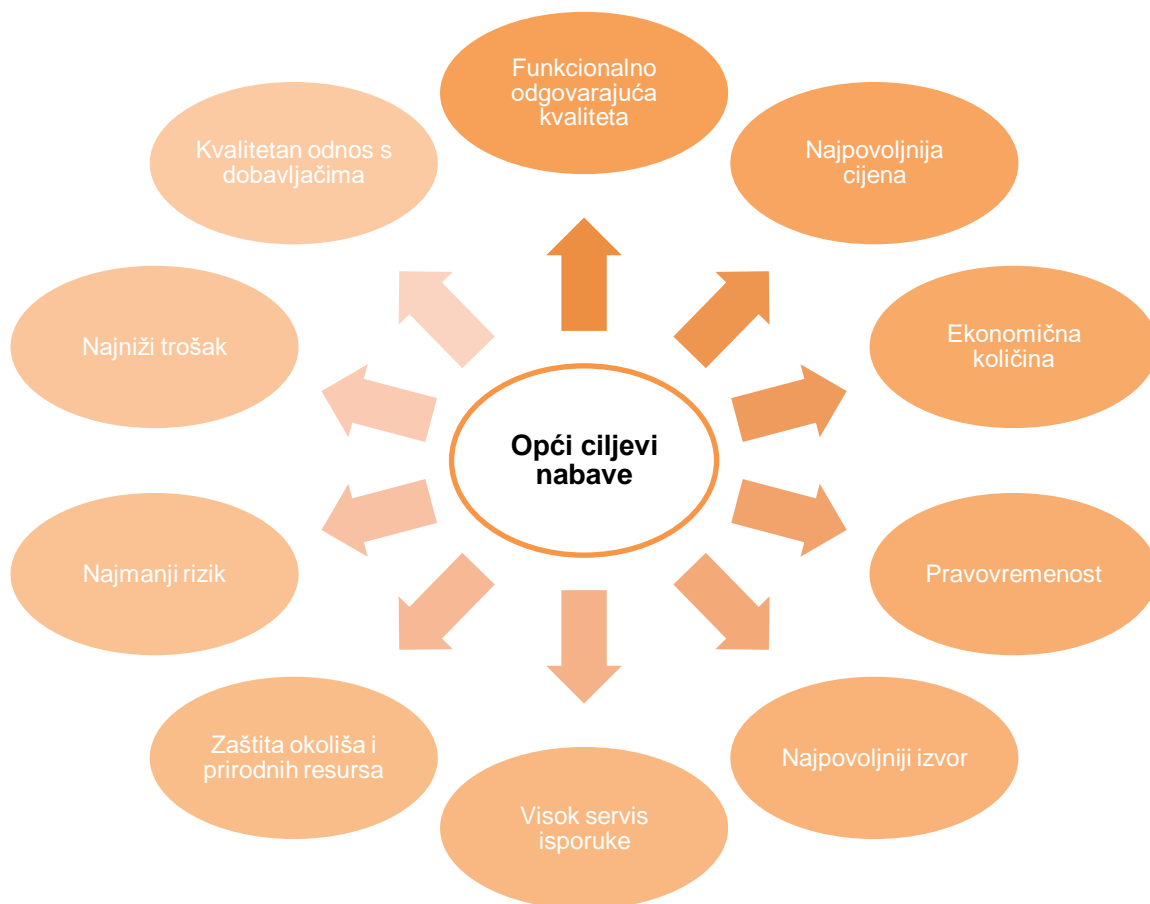 Opći ciljevi
nabave
Funkcionalno
odgovarajuća
kvaliteta
Najpovoljnija
cijena
Ekonomična
količina
Pravovremenost
Najpovoljniji izvor
Visok servis
isporuke
Zaštita okoliša i
prirodnih resursa
Najmanji rizik
Najniži trošak
Kvalitetan odnos s
dobavljačima